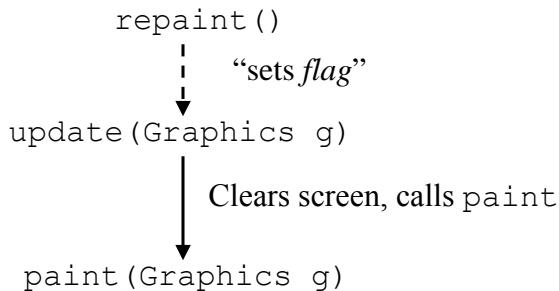 repaint()
“sets flag”
update(Graphics g)
Clears screen, calls paint
paint(Graphics g)